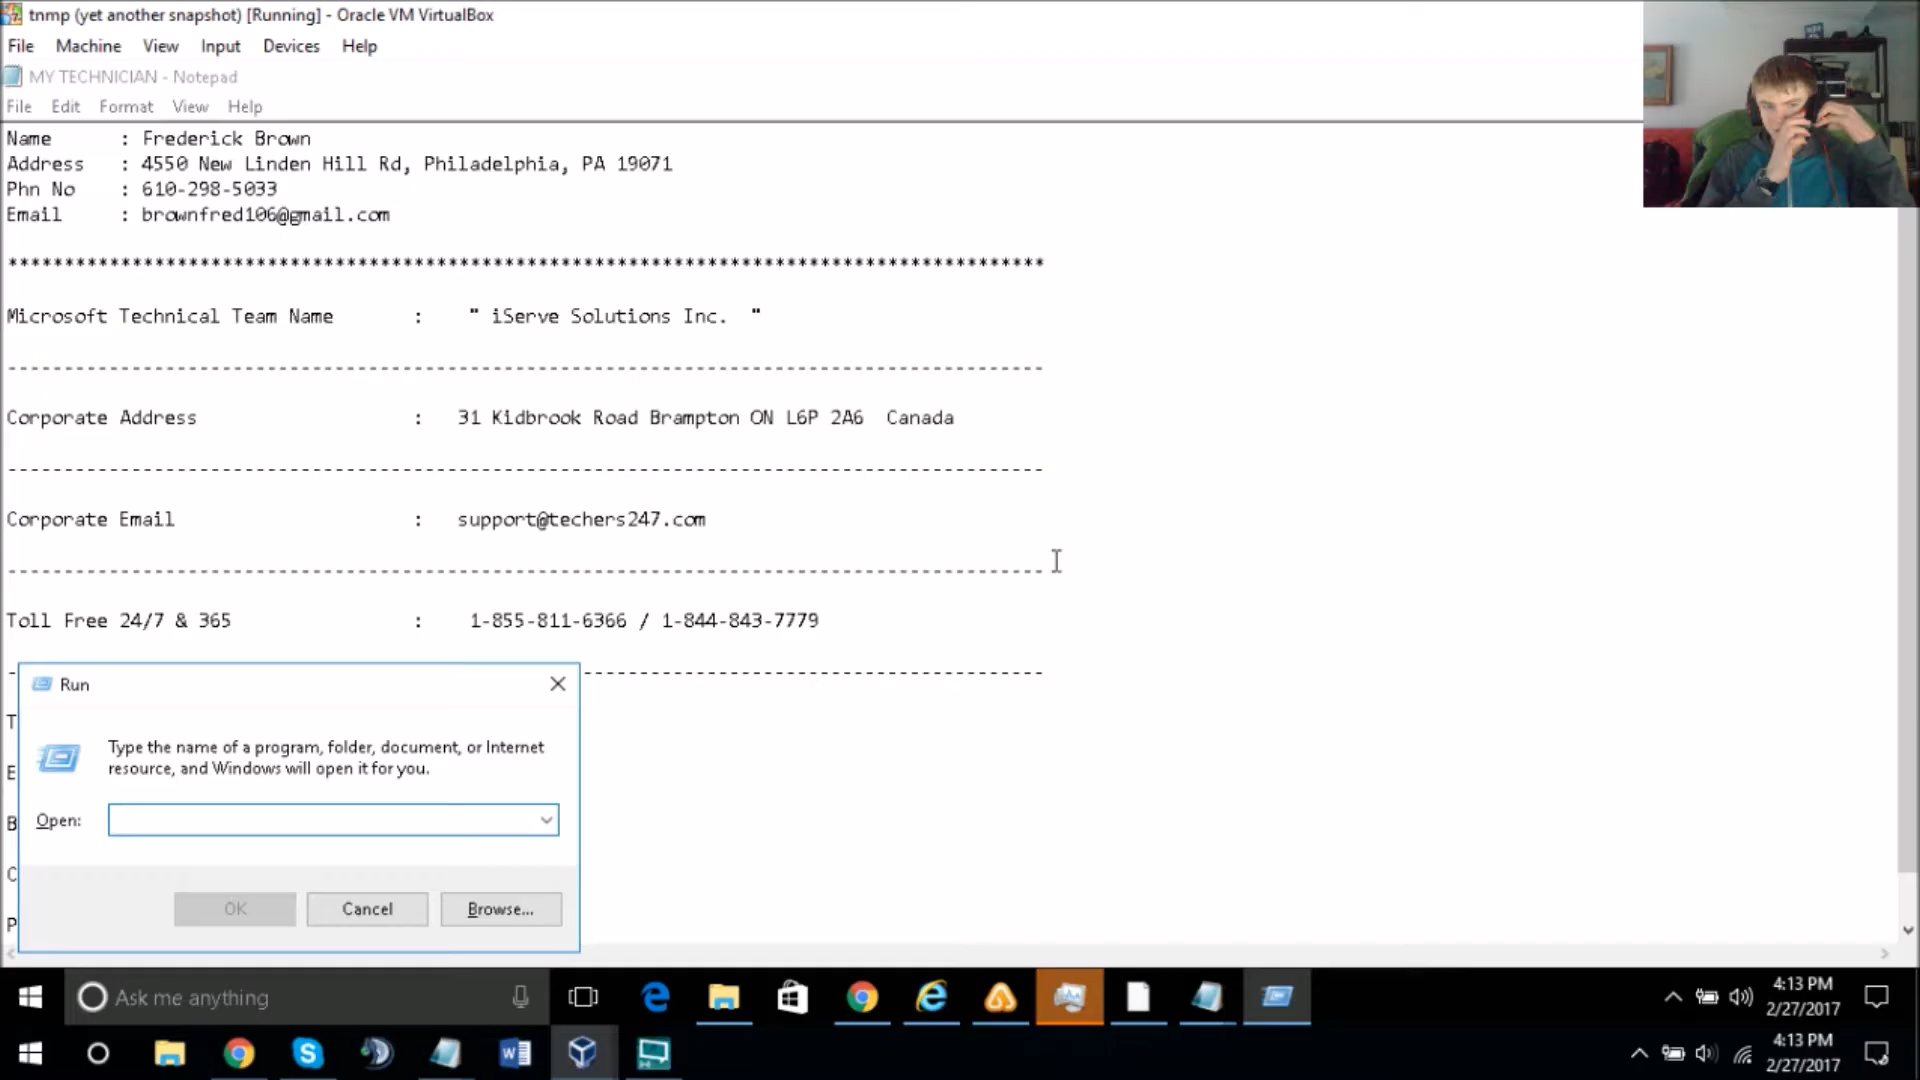 tnmp (yet another snapshot) [Running] - Oracle VM VirtualBox
File Machine View Input Devices Help
MY TECHNICIAN - Notepad
File Edit Format View Help
Name : Frederick Brown
Address : 4550 New Linden Hill Rd, Philadelphia, PA 19071
Phn No : 610-298-5033
Email : brownfred106@gmail.com
********************************************************************************************
Microsoft Technical Team Name : " iServe Solutions Inc. "
--------------------------------------------------------------------------------------------
Corporate Address : 31 Kidbrook Road Brampton ON L6P 2A6 Canada
--------------------------------------------------------------------------------------------
Corporate Email : support@techers247.com
--------------------------------------------------------------------------------------------
Toll Free 24/7 & 365 : 1-855-811-6366 / 1-844-843-7779
--------------------------------------------------------------------------------------------
T
E
B
C
P
Run
Type the name of a program, folder, document, or Internet
resource, and Windows will open it for you.
Open:
OK Cancel Browse...
Ask me anything
4:13 PM
2/27/2017
4:13 PM
2/27/2017